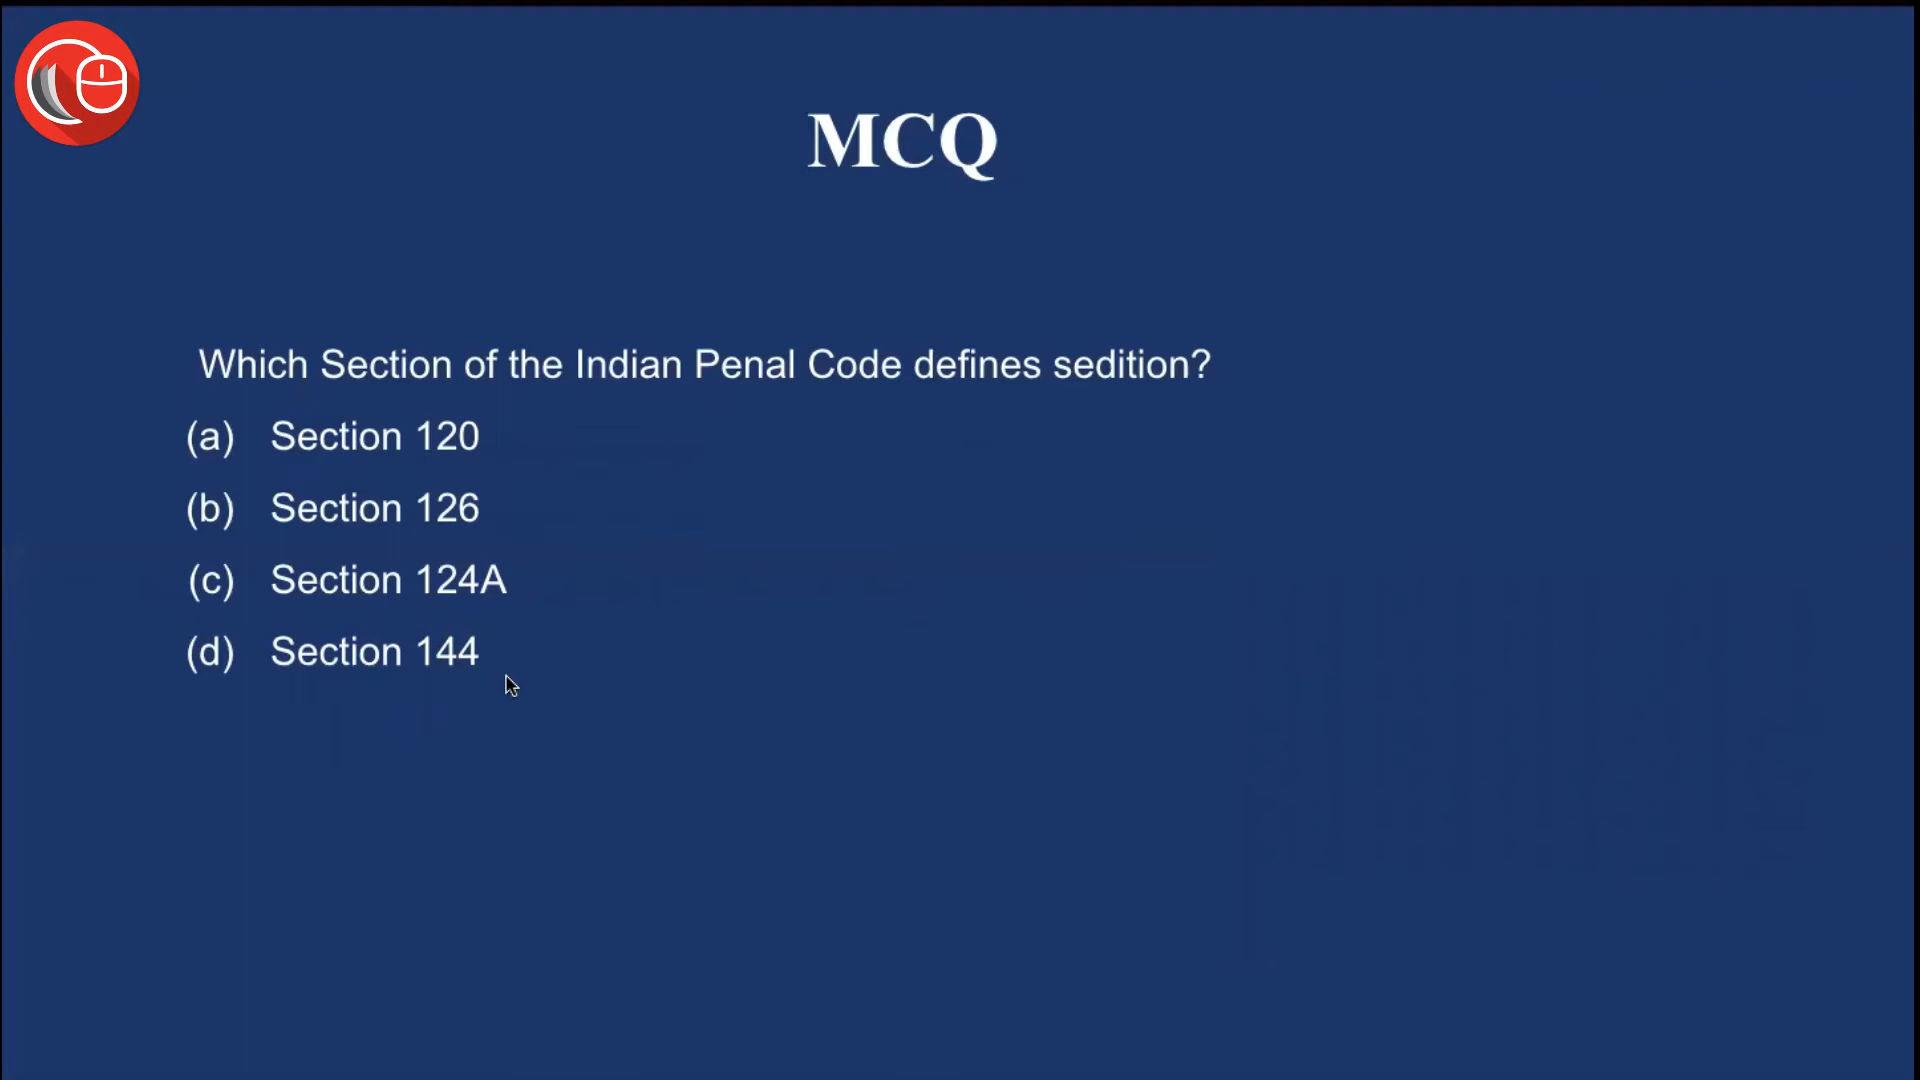 MCQ
Which Section of the Indian Penal Code defines sedition?
(a) Section 120
(b) Section 126
(c) Section 124A
(d) Section 144